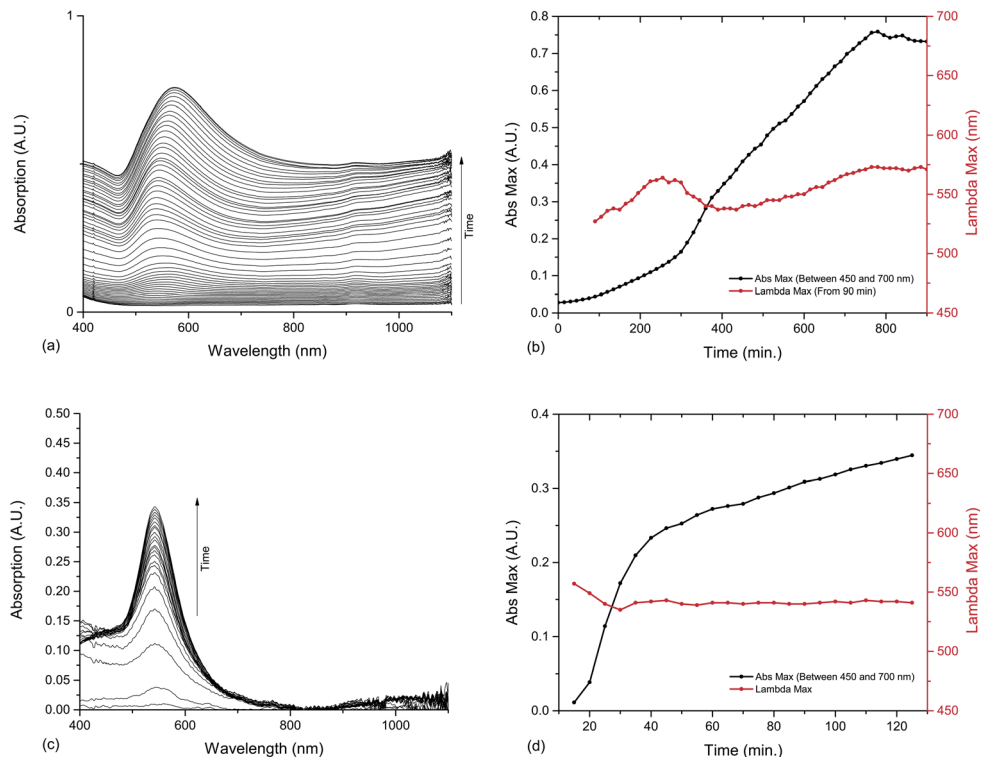 1
0
Absorption (A.U.)
400
600
800
1000
Wavelength (nm)
Time
(a)
0.8
0.7
0.6
0.5
0.4
0.3
0.2
0.1
0.0
Abs Max (A.U.)
700
650
600
550
500
450
Lambda Max (nm)
Abs Max (Between 450 and 700 nm)
Lambda Max (From 90 min)
0
200
400
600
800
Time (min.)
(b)
0.50
0.45
0.40
0.35
0.30
0.25
0.20
0.15
0.10
0.05
0.00
Absorption (A.U.)
Time
400
600
800
1000
Wavelength (nm)
(c)
0.4
0.3
0.2
0.1
0.0
Abs Max (A.U.)
700
650
600
550
500
450
Lambda Max (nm)
Abs Max (Between 450 and 700 nm)
Lambda Max
20
40
60
80
100
120
Time (min.)
(d)